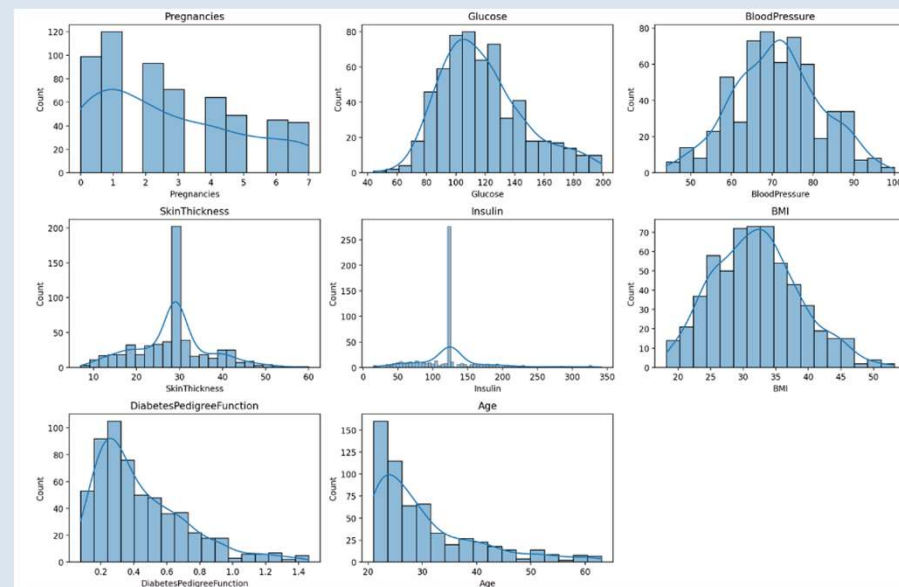 Pregnancies
Glucose
BloodPressure
120
100
80
60
40
20
0
Count
0 1 2 3 4 5 6 7
Pregnancies
80
60
40
20
0
Count
40 60 80 100 120 140 160 180 200
Glucose
80
60
40
20
0
Count
50 60 70 80 90 100
BloodPressure
SkinThickness
Insulin
BMI
200
150
100
50
0
Count
10 20 30 40 50 60
SkinThickness
250
200
150
100
50
0
Count
0 50 100 150 200 250 300 350
Insulin
70
60
50
40
30
20
10
0
Count
20 25 30 35 40 45 50
BMI
DiabetesPedigreeFunction
Age
100
80
60
40
20
0
Count
0.2 0.4 0.6 0.8 1.0 1.2 1.4
DiabetesPedigreeFunction
150
125
100
75
50
25
0
Count
20 30 40 50 60
Age